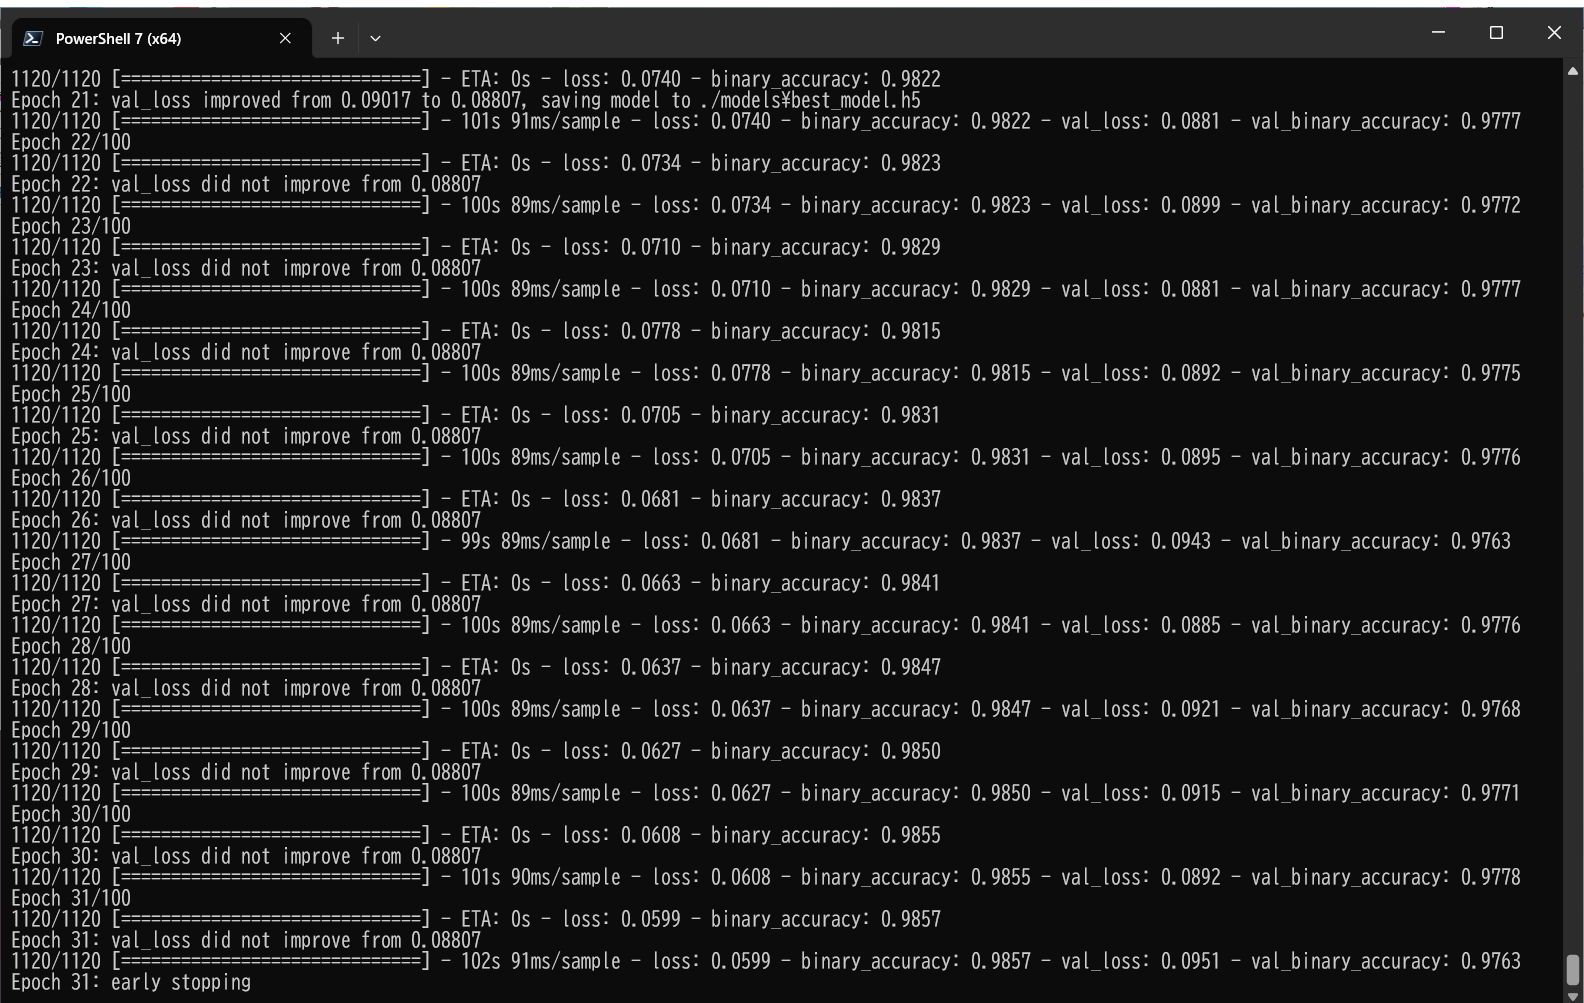 PowerShell 7 (x64)
1120/1120 [==============================] - ETA: 0s - loss: 0.0740 - binary_accuracy: 0.9822
Epoch 21: val_loss improved from 0.09017 to 0.08807, saving model to ./models¥best_model.h5
1120/1120 [==============================] - 101s 91ms/sample - loss: 0.0740 - binary_accuracy: 0.9822 - val_loss: 0.0881 - val_binary_accuracy: 0.9777
Epoch 22/100
1120/1120 [==============================] - ETA: 0s - loss: 0.0734 - binary_accuracy: 0.9823
Epoch 22: val_loss did not improve from 0.08807
1120/1120 [==============================] - 100s 89ms/sample - loss: 0.0734 - binary_accuracy: 0.9823 - val_loss: 0.0899 - val_binary_accuracy: 0.9772
Epoch 23/100
1120/1120 [==============================] - ETA: 0s - loss: 0.0710 - binary_accuracy: 0.9829
Epoch 23: val_loss did not improve from 0.08807
1120/1120 [==============================] - 100s 89ms/sample - loss: 0.0710 - binary_accuracy: 0.9829 - val_loss: 0.0881 - val_binary_accuracy: 0.9777
Epoch 24/100
1120/1120 [==============================] - ETA: 0s - loss: 0.0778 - binary_accuracy: 0.9815
Epoch 24: val_loss did not improve from 0.08807
1120/1120 [==============================] - 100s 89ms/sample - loss: 0.0778 - binary_accuracy: 0.9815 - val_loss: 0.0892 - val_binary_accuracy: 0.9775
Epoch 25/100
1120/1120 [==============================] - ETA: 0s - loss: 0.0705 - binary_accuracy: 0.9831
Epoch 25: val_loss did not improve from 0.08807
1120/1120 [==============================] - 100s 89ms/sample - loss: 0.0705 - binary_accuracy: 0.9831 - val_loss: 0.0895 - val_binary_accuracy: 0.9776
Epoch 26/100
1120/1120 [==============================] - ETA: 0s - loss: 0.0681 - binary_accuracy: 0.9837
Epoch 26: val_loss did not improve from 0.08807
1120/1120 [==============================] - 99s 89ms/sample - loss: 0.0681 - binary_accuracy: 0.9837 - val_loss: 0.0943 - val_binary_accuracy: 0.9763
Epoch 27/100
1120/1120 [==============================] - ETA: 0s - loss: 0.0663 - binary_accuracy: 0.9841
Epoch 27: val_loss did not improve from 0.08807
1120/1120 [==============================] - 100s 89ms/sample - loss: 0.0663 - binary_accuracy: 0.9841 - val_loss: 0.0885 - val_binary_accuracy: 0.9776
Epoch 28/100
1120/1120 [==============================] - ETA: 0s - loss: 0.0637 - binary_accuracy: 0.9847
Epoch 28: val_loss did not improve from 0.08807
1120/1120 [==============================] - 100s 89ms/sample - loss: 0.0637 - binary_accuracy: 0.9847 - val_loss: 0.0921 - val_binary_accuracy: 0.9768
Epoch 29/100
1120/1120 [==============================] - ETA: 0s - loss: 0.0627 - binary_accuracy: 0.9850
Epoch 29: val_loss did not improve from 0.08807
1120/1120 [==============================] - 100s 89ms/sample - loss: 0.0627 - binary_accuracy: 0.9850 - val_loss: 0.0915 - val_binary_accuracy: 0.9771
Epoch 30/100
1120/1120 [==============================] - ETA: 0s - loss: 0.0608 - binary_accuracy: 0.9855
Epoch 30: val_loss did not improve from 0.08807
1120/1120 [==============================] - 101s 90ms/sample - loss: 0.0608 - binary_accuracy: 0.9855 - val_loss: 0.0892 - val_binary_accuracy: 0.9778
Epoch 31/100
1120/1120 [==============================] - ETA: 0s - loss: 0.0599 - binary_accuracy: 0.9857
Epoch 31: val_loss did not improve from 0.08807
1120/1120 [==============================] - 102s 91ms/sample - loss: 0.0599 - binary_accuracy: 0.9857 - val_loss: 0.0951 - val_binary_accuracy: 0.9763
Epoch 31: early stopping